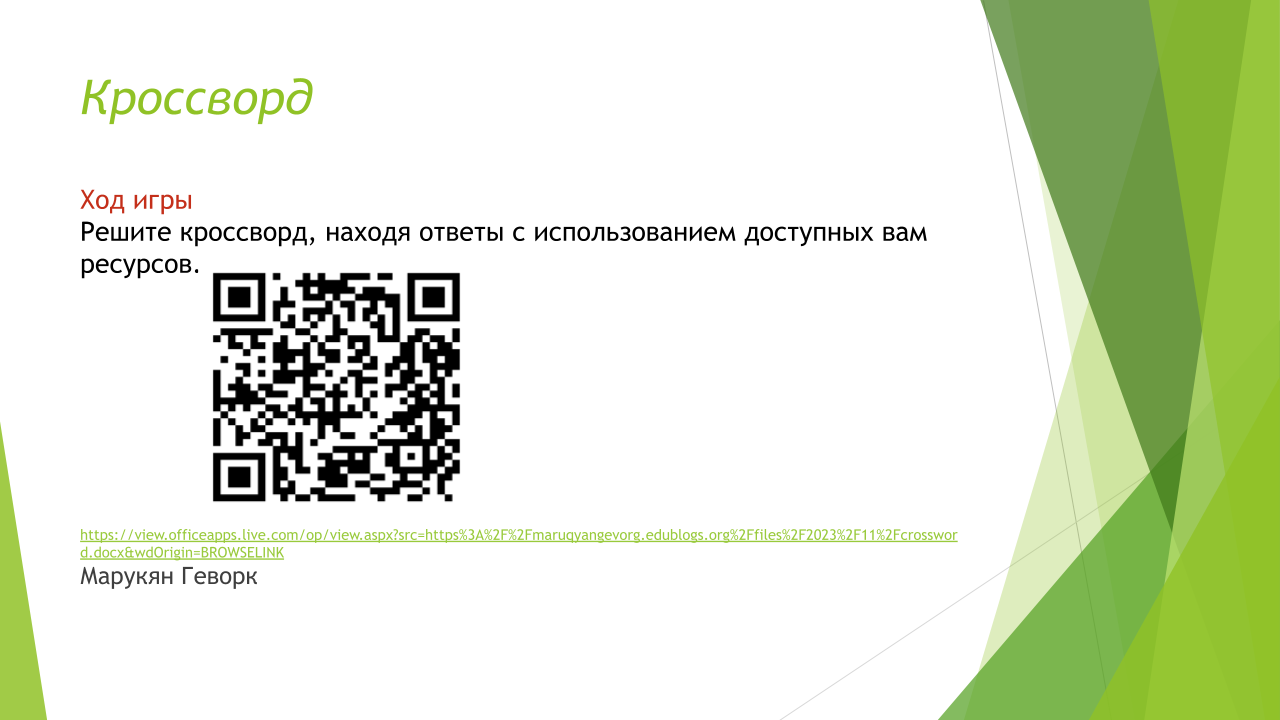 Кроссворд
Ход игры
Решите кроссворд, находя ответы с использованием доступных вам
ресурсов.
https://view.officeapps.live.com/op/view.aspx?src=https%3A%2F%2Fmaruqyangevorg.edublogs.org%2Ffiles%2F2023%2F11%2Fcrosswor
d.docx&wdOrigin=BROWSELINK
Марукян Геворк